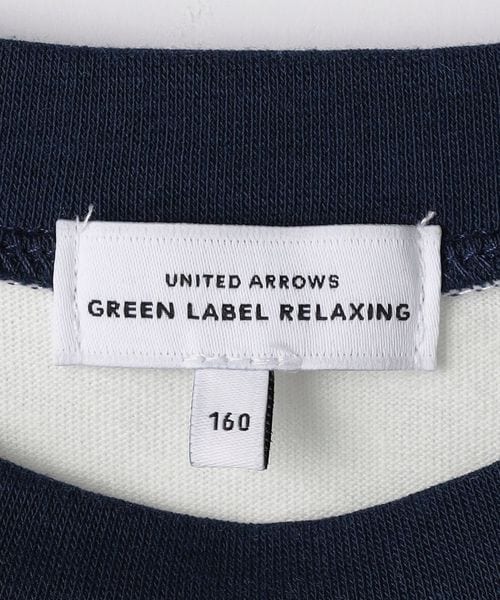 UNITED ARROWS
GREEN LABEL RELAXING
160